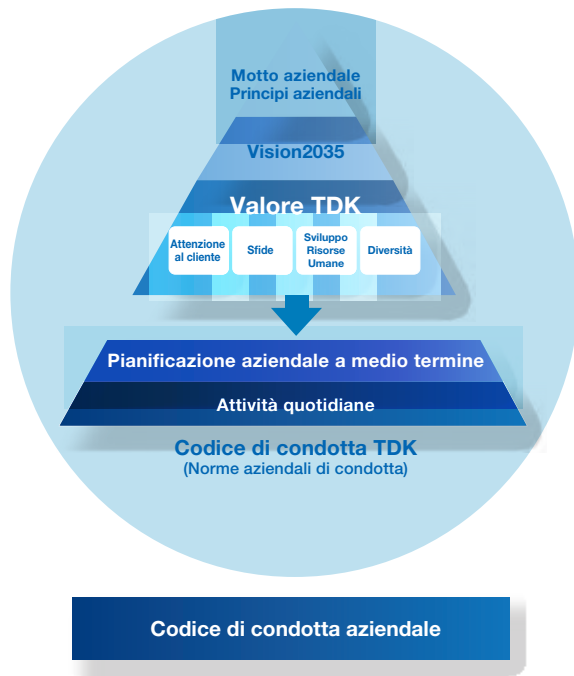 Motto aziendale
Principi aziendali
Vision2035
Valore TDK
Attenzione
al cliente
Sfide
Sviluppo
Risorse
Umane
Diversità
Pianificazione aziendale a medio termine
Attività quotidiane
Codice di condotta TDK
(Norme aziendali di condotta)
Codice di condotta aziendale